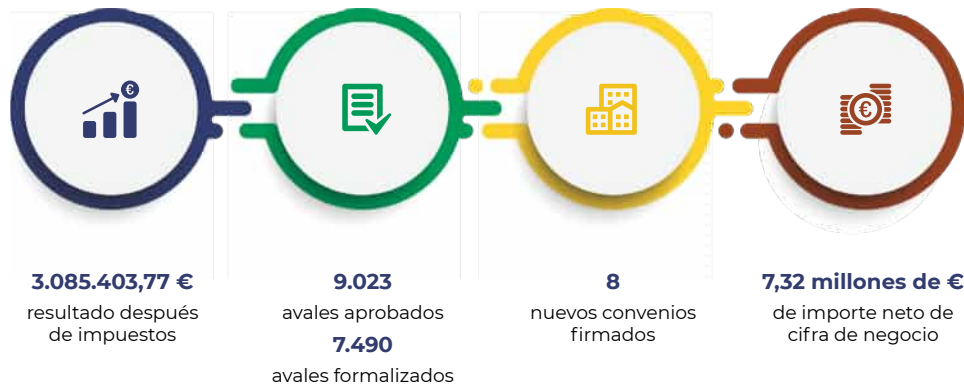 3.085.403,77 €
resultado después
de impuestos
9.023
avales aprobados
7.490
avales formalizados
8
nuevos convenios
firmados
7,32 millones de €
de importe neto de
cifra de negocio